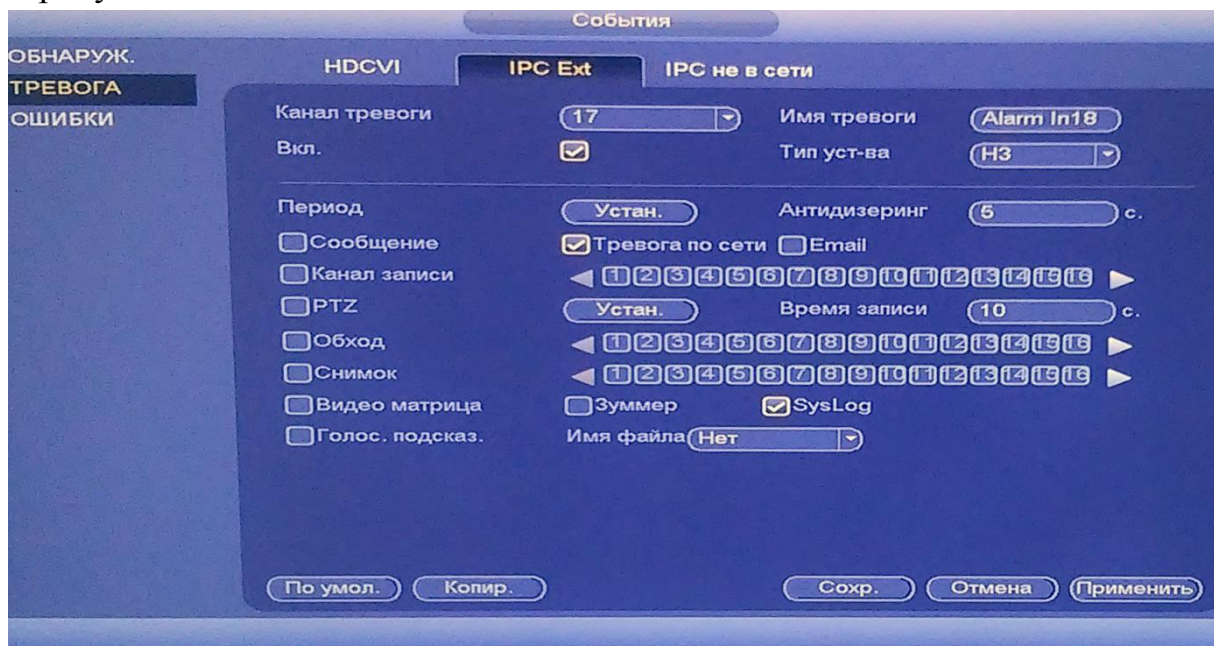 События
ОБНАРУЖ.
ТРЕВОГА
ОШИБКИ
HDCVI IPC Ext IPC не в сети
Канал тревоги 17 Имя тревоги Alarm In18
Вкл. Тип уст-ва НЗ
Период Устан. Антидизеринг 5 с.
Сообщение Тревога по сети Email
Канал записи 1 2 3 4 5 6 7 8 9 10 11 12 13 14 15 16
PTZ Устан. Время записи 10 с.
Обход 1 2 3 4 5 6 7 8 9 10 11 12 13 14 15 16
Снимок 1 2 3 4 5 6 7 8 9 10 11 12 13 14 15 16
Видео матрица Зуммер SysLog
Голос. подсказ. Имя файла Нет
По умол. Копир. Сохр. Отмена Применить